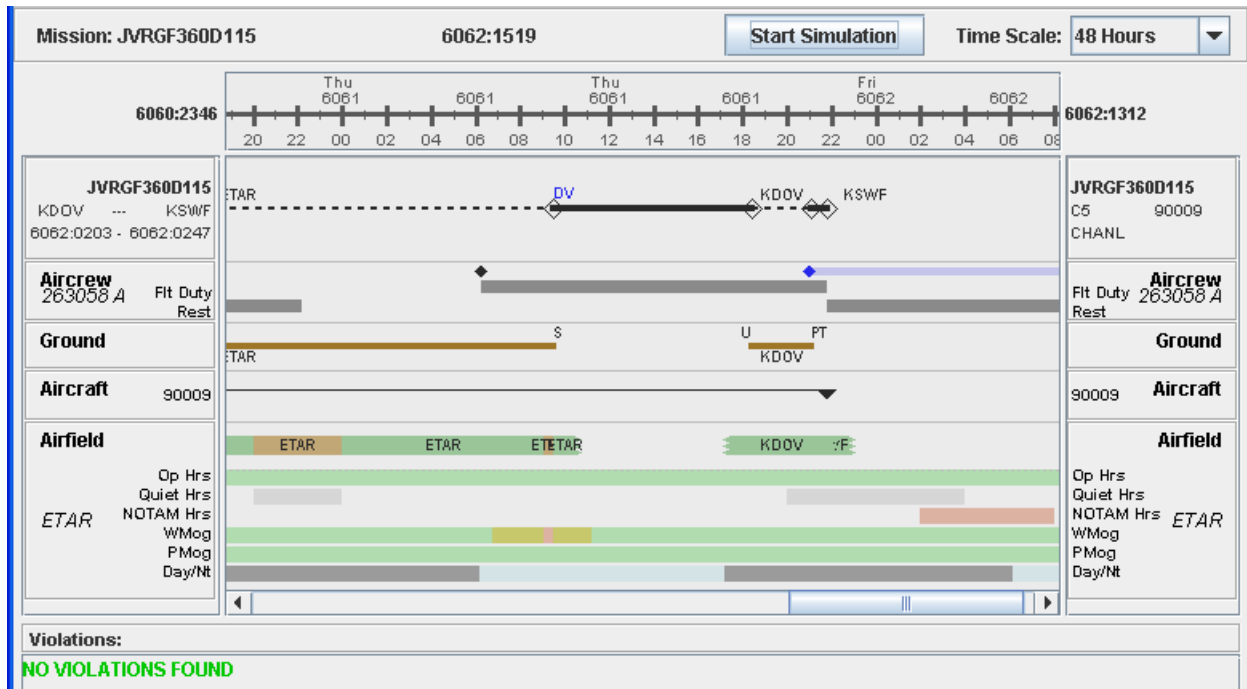 Mission: JVRGF360D115 6062:1519 Start Simulation Time Scale: 48 Hours
Thu Thu Fri
6061 6061 6061 6061 6062 6062
6060:2346 6062:1312
20 22 00 02 04 06 08 10 12 14 16 18 20 22 00 02 04 06 08
JVRGF360D115
KDOV --- KSWF
6062:0203 - 6062:0247
TAR DV KDOV KSWF
JVRGF360D115
C5 90009
CHANL
Aircrew
263058 A Flt Duty
Rest
Aircrew
Flt Duty 263058 A
Rest
Ground
S U PT
TAR KDOV
Ground
Aircraft
90009
90009 Aircraft
Airfield
ETAR ETAR ETETAR KDOV YF
Airfield
Op Hrs
Quiet Hrs
NOTAM Hrs
ETAR
WMog
PMog
Day/Nt
Op Hrs
Quiet Hrs
NOTAM Hrs
ETAR
WMog
PMog
Day/Nt
Violations:
NO VIOLATIONS FOUND